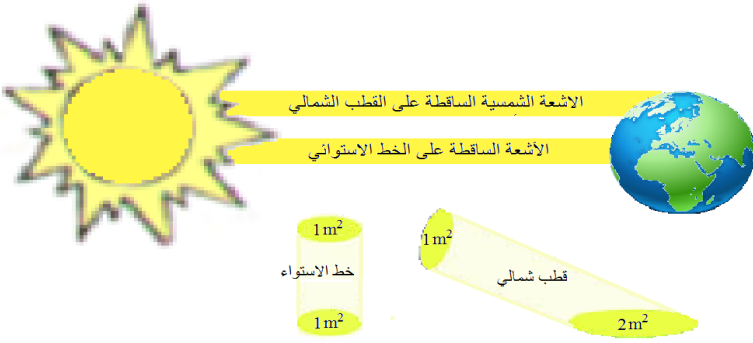 الاشعة الشمسية الساقطة على القطب الشمالي
الأشعة الساقطة على الخط الاستوائي
1m²
1m²
خط الاستواء
قطب شمالي
1m²
2m²